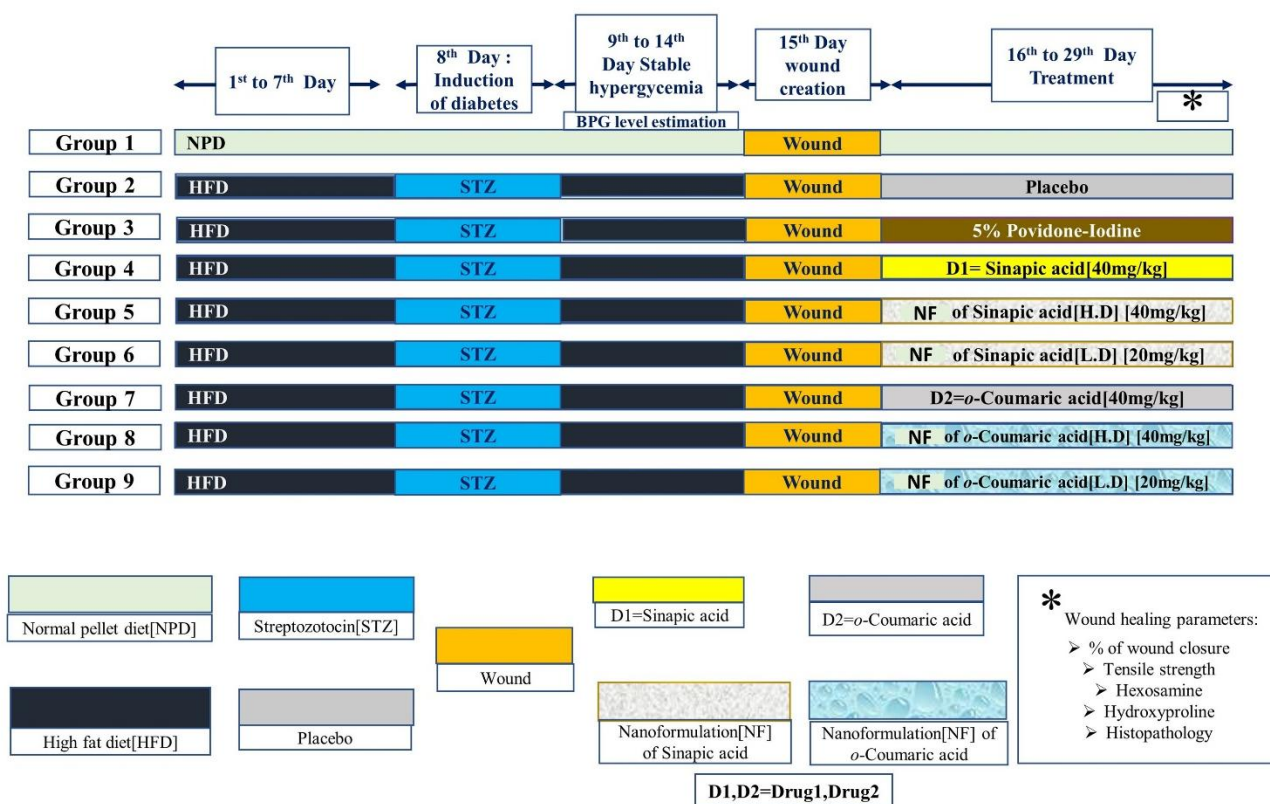 1st to 7th Day
8th Day :
Induction
of diabetes
9th to 14th
Day Stable
hypergycemia
BPG level estimation
15th Day
wound
creation
16th to 29th Day
Treatment
*
Group 1 NPD Wound
Group 2 HFD STZ Wound Placebo
Group 3 HFD STZ Wound 5% Povidone-Iodine
Group 4 HFD STZ Wound D1= Sinapic acid[40mg/kg]
Group 5 HFD STZ Wound NF of Sinapic acid[H.D] [40mg/kg]
Group 6 HFD STZ Wound NF of Sinapic acid[L.D] [20mg/kg]
Group 7 HFD STZ Wound D2=o-Coumaric acid[40mg/kg]
Group 8 HFD STZ Wound NF of o-Coumaric acid[H.D] [40mg/kg]
Group 9 HFD STZ Wound NF of o-Coumaric acid[L.D] [20mg/kg]
Normal pellet diet[NPD]
Streptozotocin[STZ]
Wound
D1=Sinapic acid
D2=o-Coumaric acid
High fat diet[HFD]
Placebo
Nanoformulation[NF]
of Sinapic acid
Nanoformulation[NF] of
o-Coumaric acid
*
Wound healing parameters:
➢ % of wound closure
➢ Tensile strength
➢ Hexosamine
➢ Hydroxyproline
➢ Histopathology
D1,D2=Drug1,Drug2